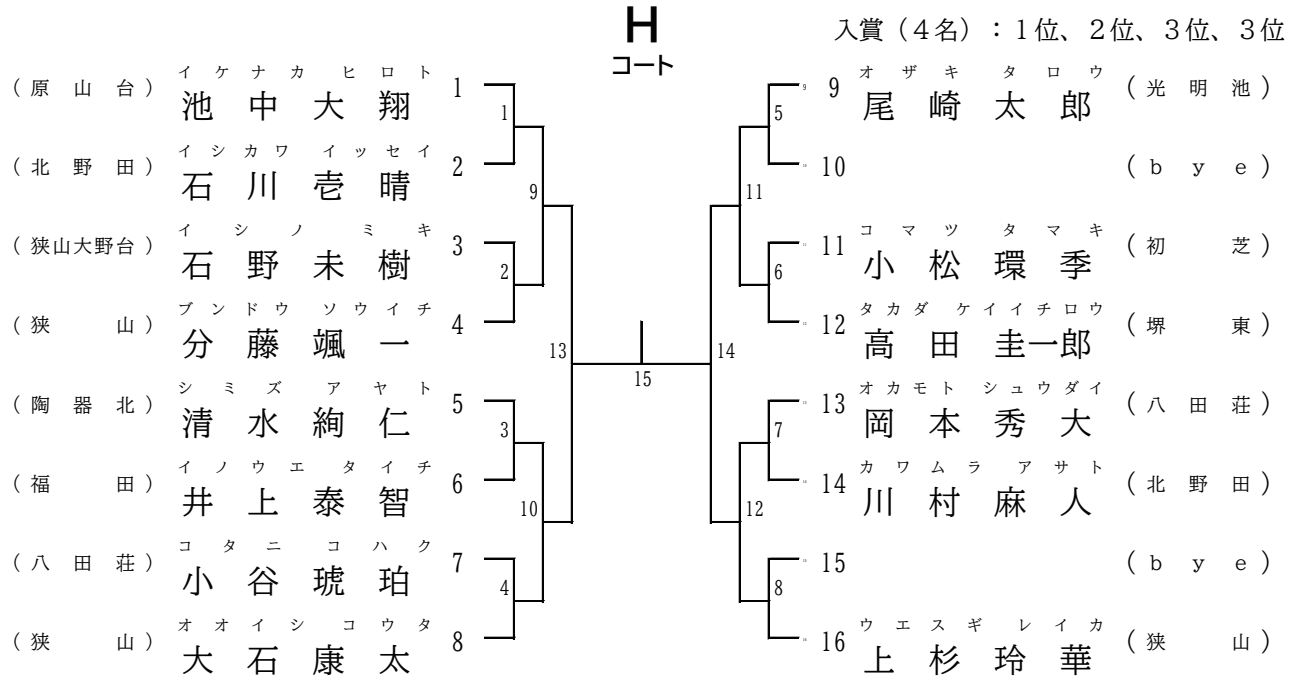 H
コート
入賞（4名）：1位、2位、3位、3位
（原山台） イケナカ ヒロト 池中大翔 1
（北野田） イシカワ イッセイ 石川壱晴 2
（狭山大野台） イシノ ミキ 石野未樹 3
（狭山） ブンドウ ソウイチ 分藤颯一 4
（陶器北） シミズ アヤト 清水絢仁 5
（福田） イノウエ タイチ 井上泰智 6
（八田荘） コタニ コハク 小谷琥珀 7
（狭山） オオイシ コウタ 大石康太 8
1
2
3
4
9
10
13
15
14
11
12
5
6
7
8
9 オザキ タロウ 尾崎太郎 （光明池）
10 （bye）
11 コマツ タマキ 小松環季 （初芝）
12 タカダ ケイイチロウ 高田圭一郎 （堺東）
13 オカモト シュウダイ 岡本秀大 （八田荘）
14 カワムラ アサト 川村麻人 （北野田）
15 （bye）
16 ウエスギ レイカ 上杉玲華 （狭山）